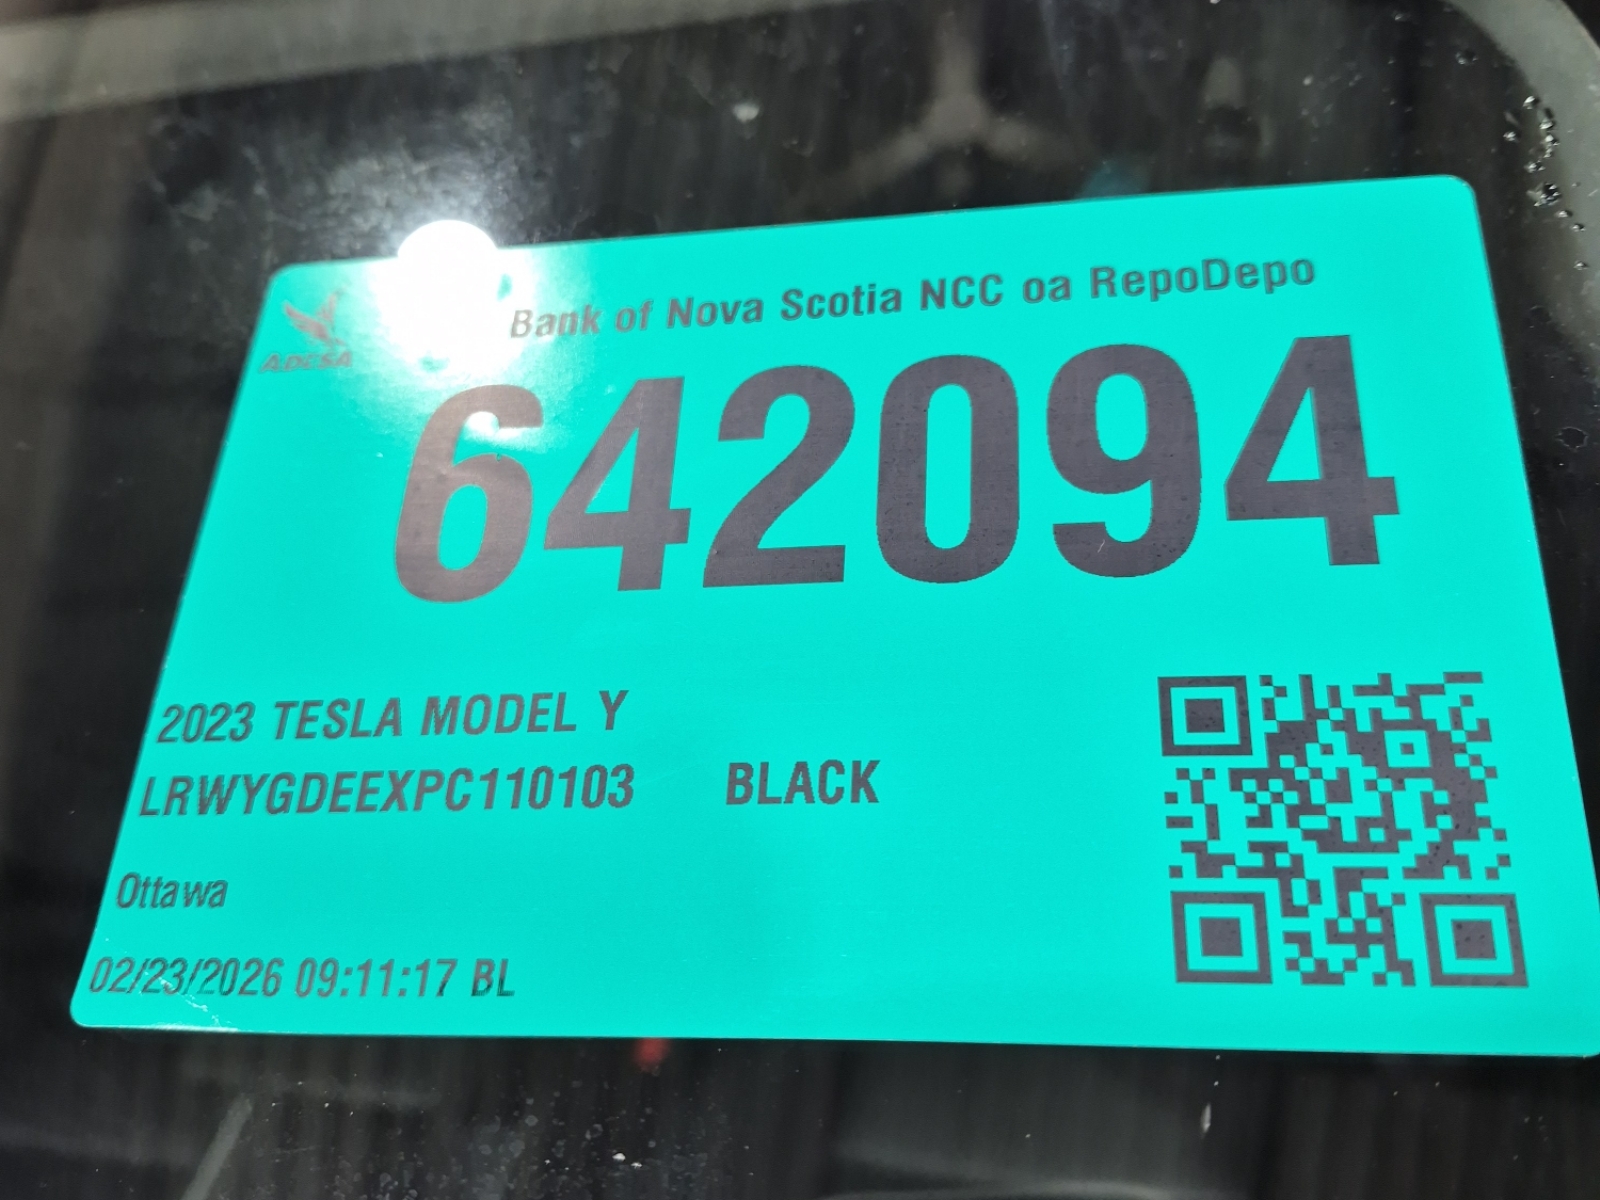 Bank of Nova Scotia NCC oa RepoDepo
ADESA
642094
2023 TESLA MODEL Y
LRWYGDEEXPC110103 BLACK
Ottawa
02/23/2026 09:11:17 BL